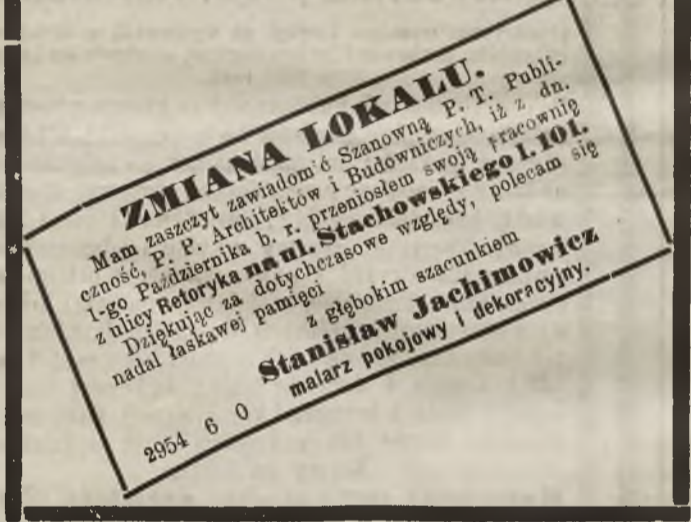 ZMIANA LOKALU.
Mam zaszczyt zawiadomić Szanowną P. T. Publi-
czność, P. P. Architektów i Budowniczych, iż z dn.
1-go Października b. r. przeniosłem swoją pracownię
z ulicy Retoryka na ul. Stachowskiego l. 101.
Dziękując za dotychczasowe względy, polecam się
nadal łaskawej pamięci
z głębokim szacunkiem
Stanisław Jachimowicz
malarz pokojowy i dekoracyjny.
2954 6 0